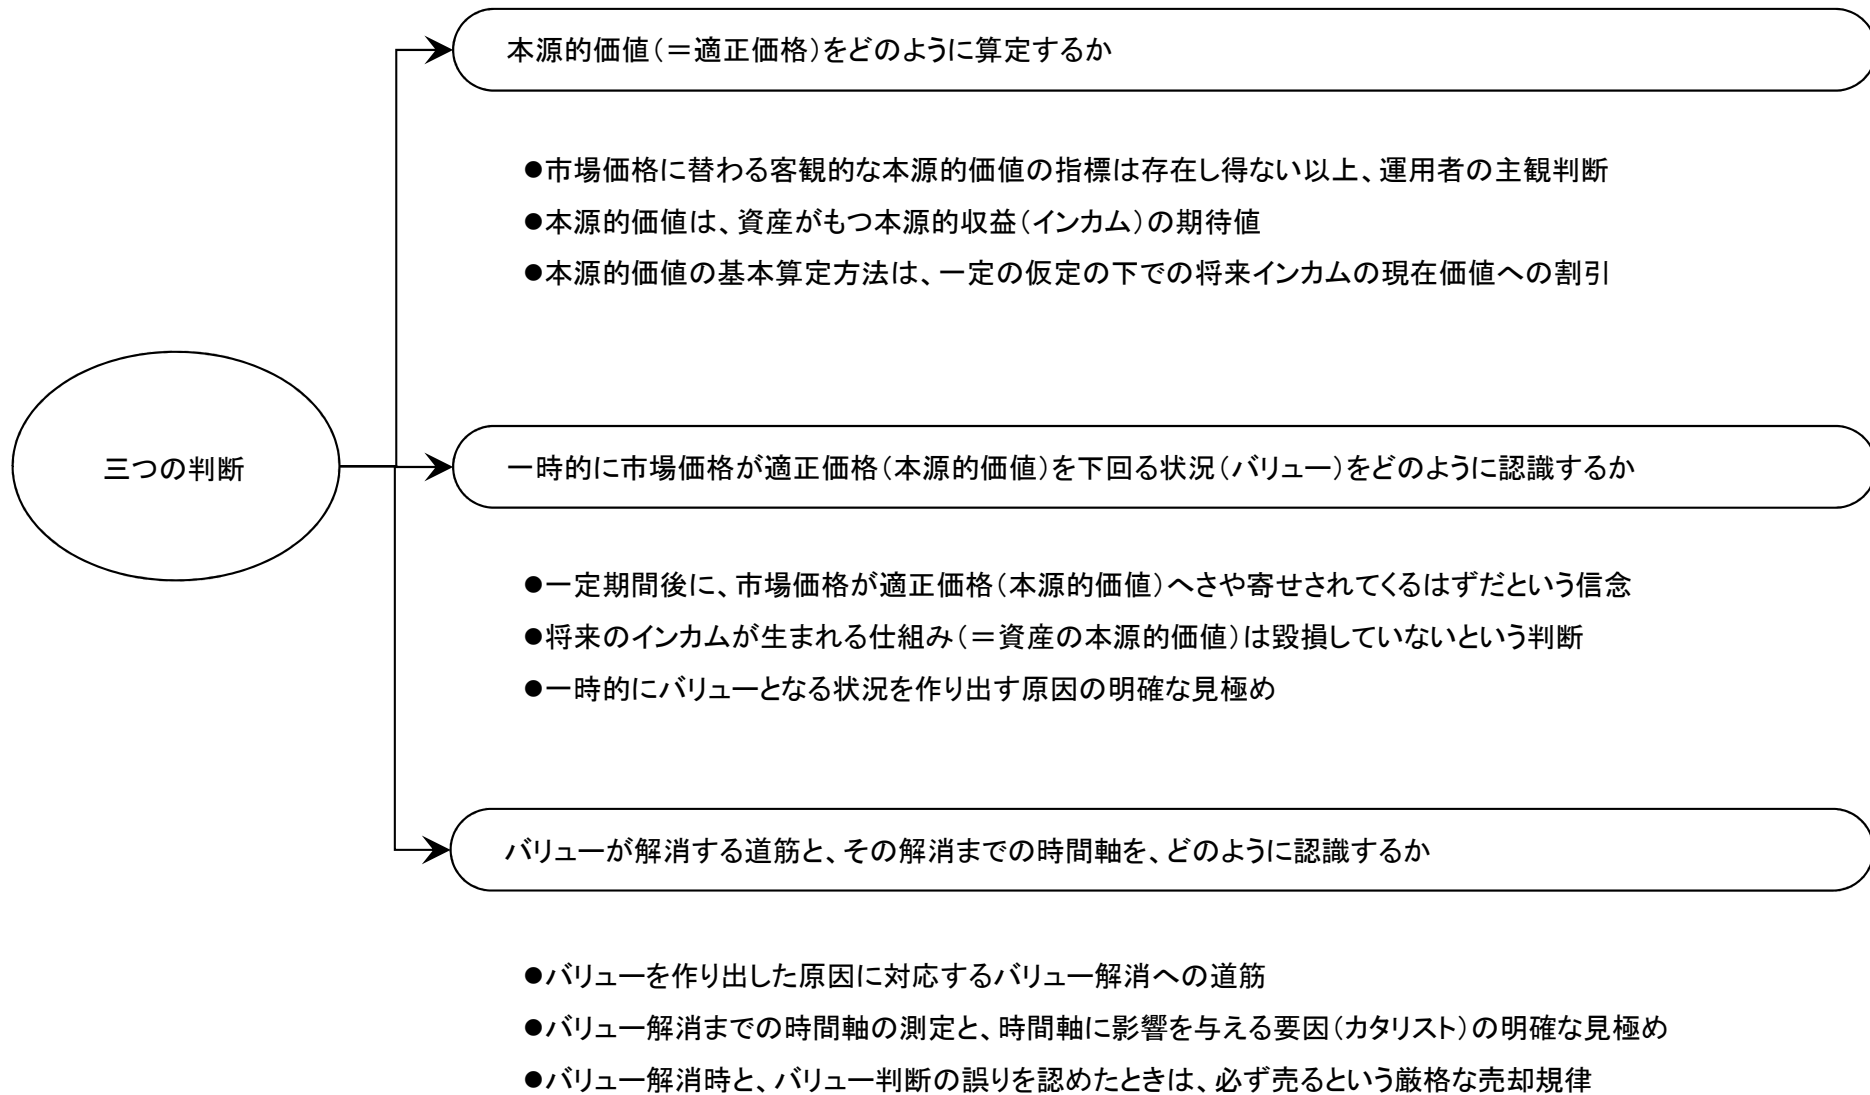 本源的価値（＝適正価格）をどのように算定するか
●市場価格に替わる客観的な本源的価値の指標は存在し得ない以上、運用者の主観判断
●本源的価値は、資産がもつ本源的収益（インカム）の期待値
●本源的価値の基本算定方法は、一定の仮定の下での将来インカムの現在価値への割引
三つの判断
一時的に市場価格が適正価格（本源的価値）を下回る状況（バリュー）をどのように認識するか
●一定期間後に、市場価格が適正価格（本源的価値）へさや寄せされてくるはずだという信念
●将来のインカムが生まれる仕組み（＝資産の本源的価値）は毀損していないという判断
●一時的にバリューとなる状況を作り出す原因の明確な見極め
バリューが解消する道筋と、その解消までの時間軸を、どのように認識するか
●バリューを作り出した原因に対応するバリュー解消への道筋
●バリュー解消までの時間軸の測定と、時間軸に影響を与える要因（カタリスト）の明確な見極め
●バリュー解消時と、バリュー判断の誤りを認めたときは、必ず売るという厳格な売却規律